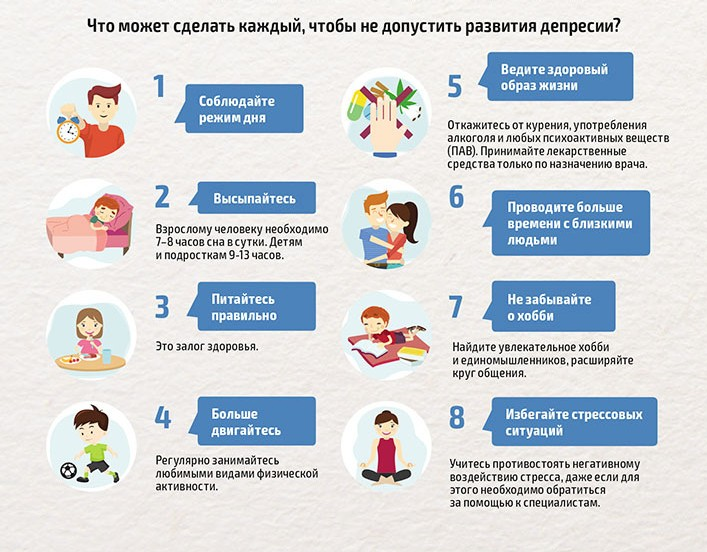 Что может сделать каждый, чтобы не допустить развития депресии?
1
Соблюдайте
режим дня
2
Высыпайтесь
Взрослому человеку необходимо
7–8 часов сна в сутки. Детям
и подросткам 9-13 часов.
3
Питайтесь
правильно
Это залог здоровья.
4
Больше
двигайтесь
Регулярно занимайтесь
любимыми видами физической
активности.
5
Ведите здоровый
образ жизни
Откажитесь от курения, употребления
алкоголя и любых психоактивных веществ
(ПАВ). Принимайте лекарственные
средства только по назначению врача.
6
Проводите больше
времени с близкими
людьми
7
Не забывайте
о хобби
Найдите увлекательное хобби
и единомышленников, расширяйте
круг общения.
8
Избегайте стрессовых
ситуаций
Учитесь противостоять негативному
воздействию стресса, даже если для
этого необходимо обратиться
за помощью к специалистам.